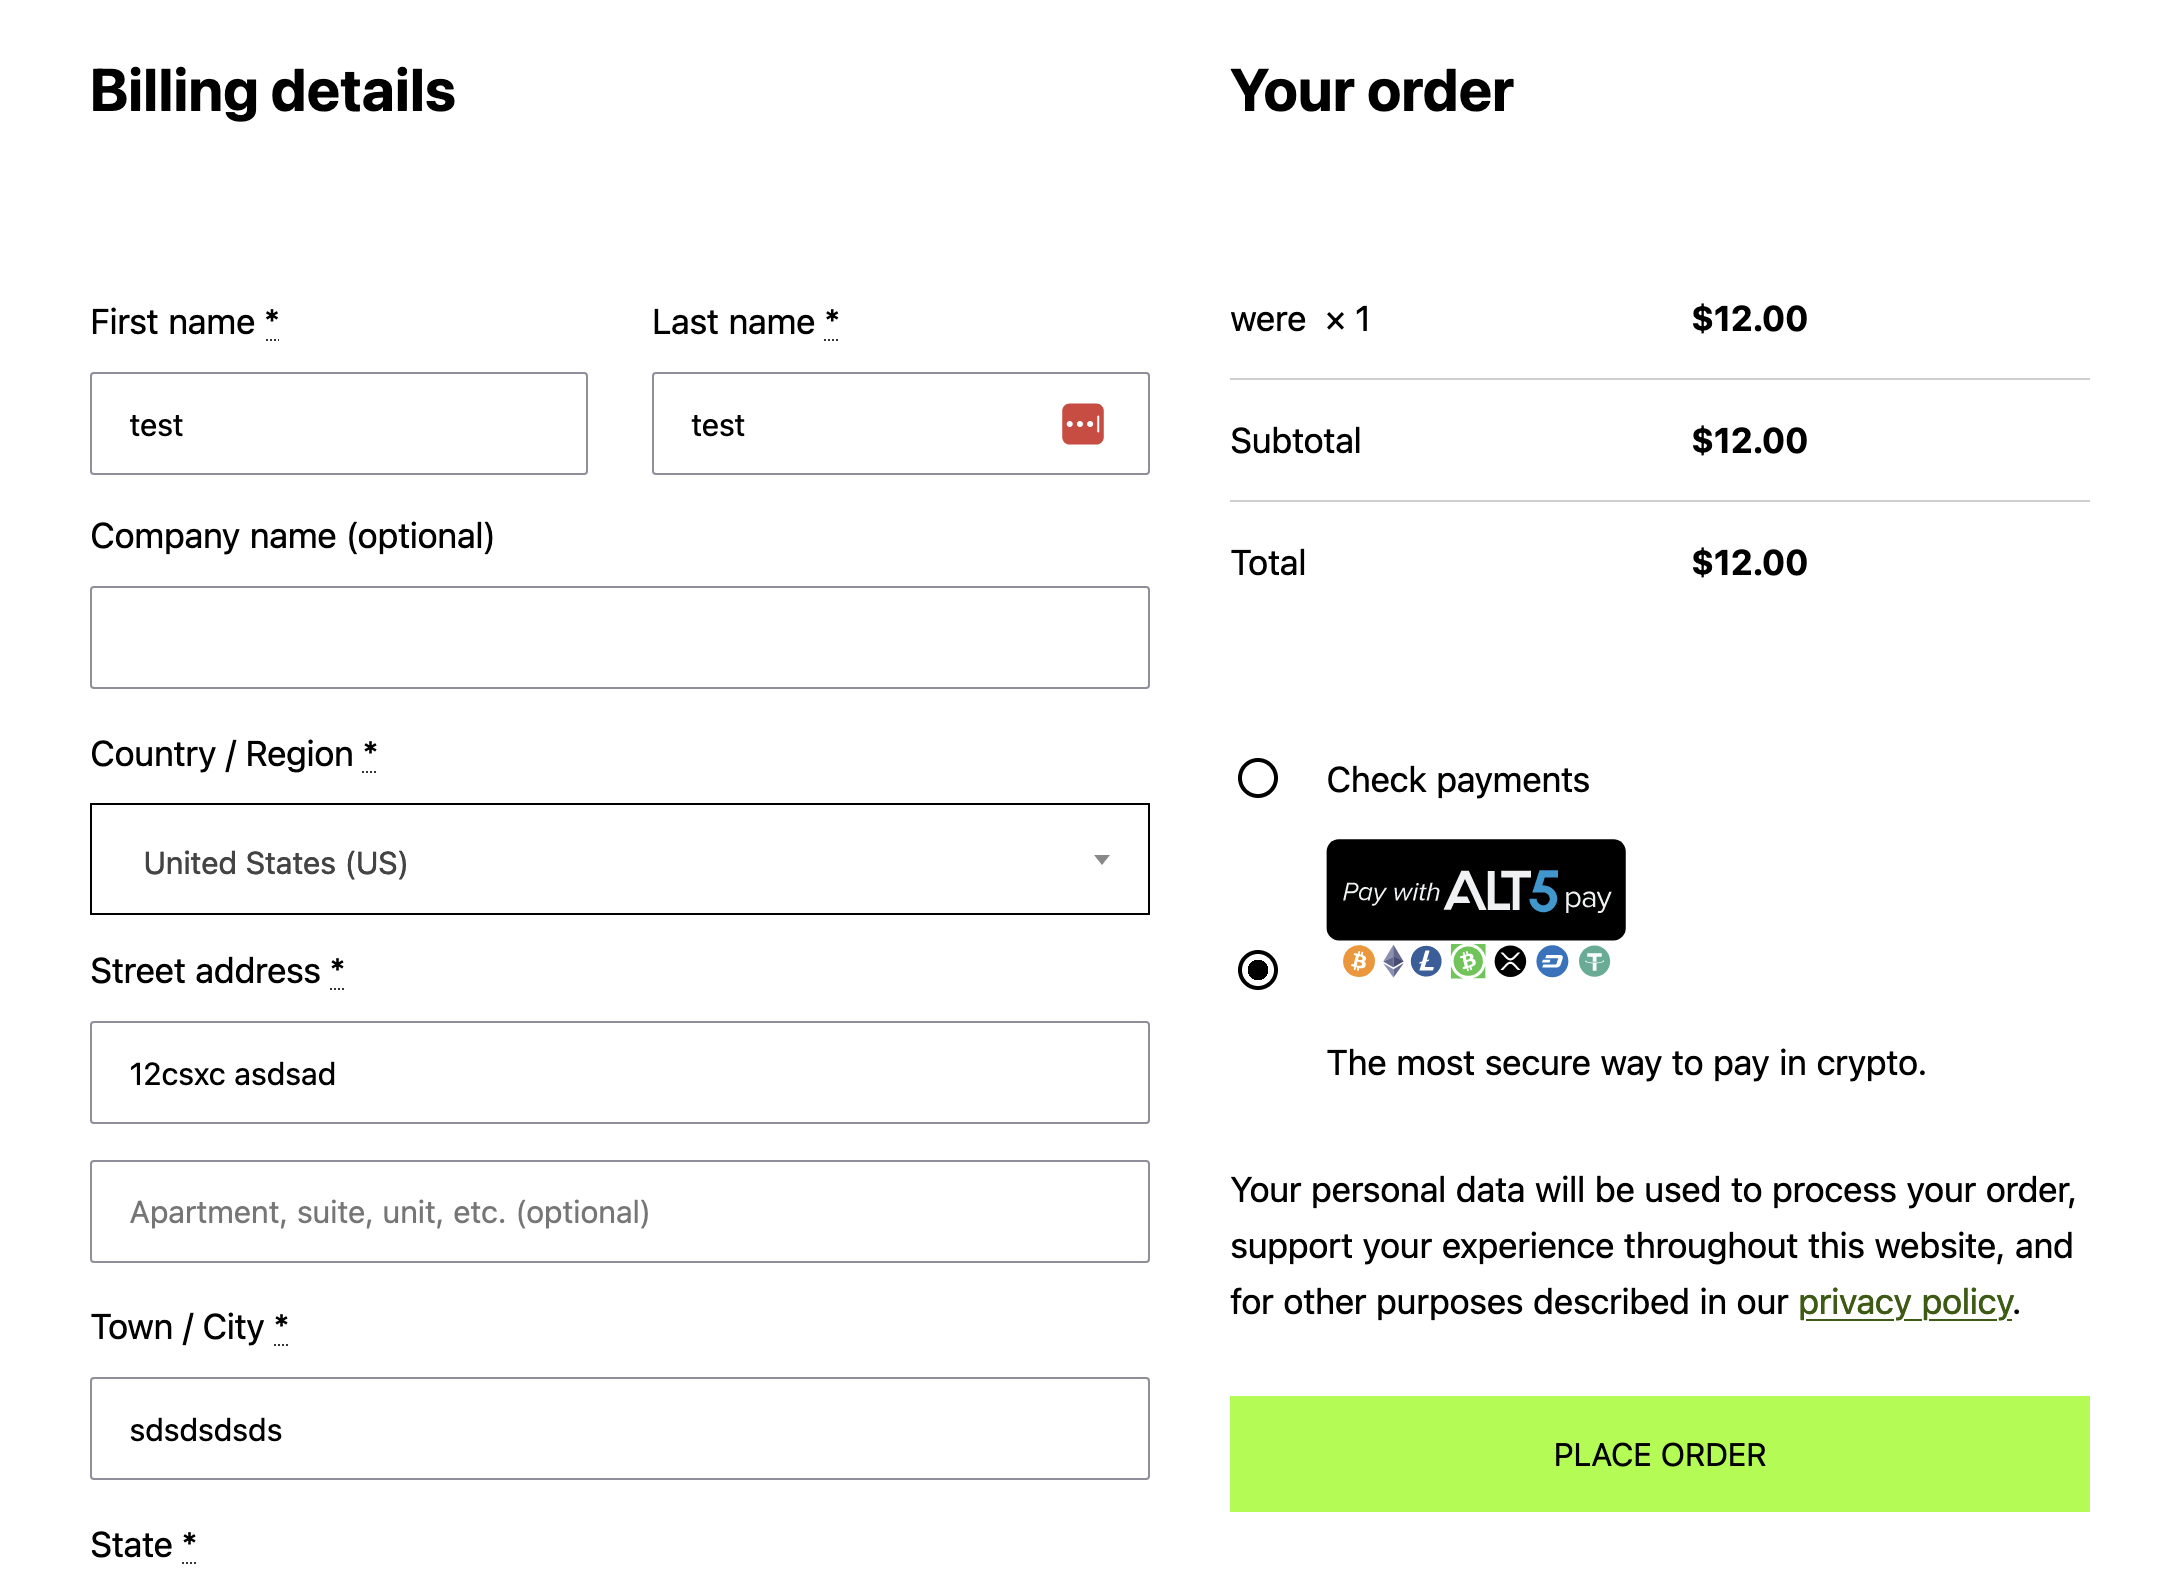 Billing details
First name *
Last name *
test
test
Company name (optional)
Country / Region *
United States (US)
Street address *
12csxc asdsad
Apartment, suite, unit, etc. (optional)
Town / City *
sdsdsdsds
State *
Your order
were × 1 $12.00
Subtotal $12.00
Total $12.00
Check payments
Pay with ALT5 pay
The most secure way to pay in crypto.
Your personal data will be used to process your order,
support your experience throughout this website, and
for other purposes described in our privacy policy.
PLACE ORDER